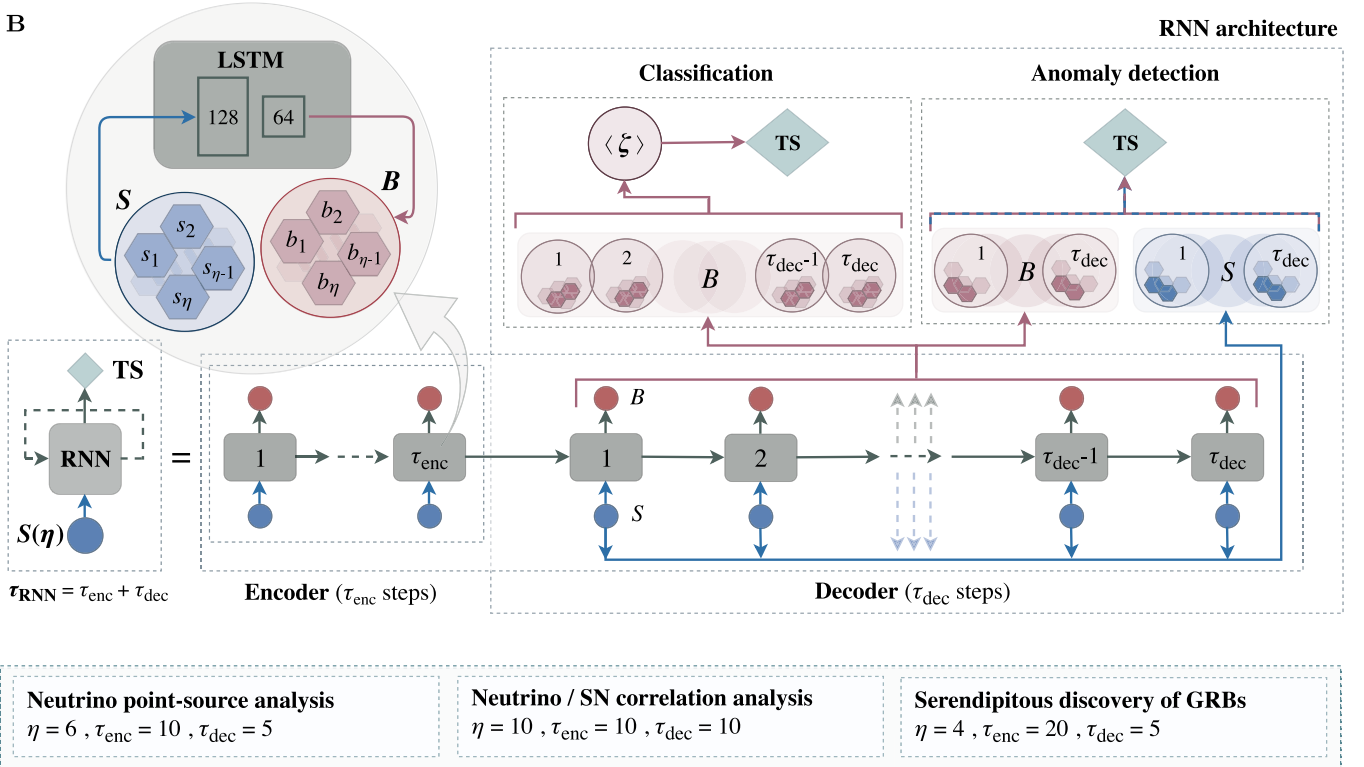 B
RNN architecture
LSTM
128
64
S
B
s₁
s₂
sη-1
sη
b₁
b₂
bη-1
bη
Classification
Anomaly detection
⟨ ζ ⟩
TS
TS
1
2
B
τdec-1
τdec
1
B
τdec
1
S
τdec
TS
RNN
S(η)
=
1
τenc
B
1
2
τdec-1
τdec
S
τRNN = τenc + τdec
Encoder (τenc steps)
Decoder (τdec steps)
Neutrino point-source analysis
η = 6 , τenc = 10 , τdec = 5
Neutrino / SN correlation analysis
η = 10 , τenc = 10 , τdec = 10
Serendipitous discovery of GRBs
η = 4 , τenc = 20 , τdec = 5